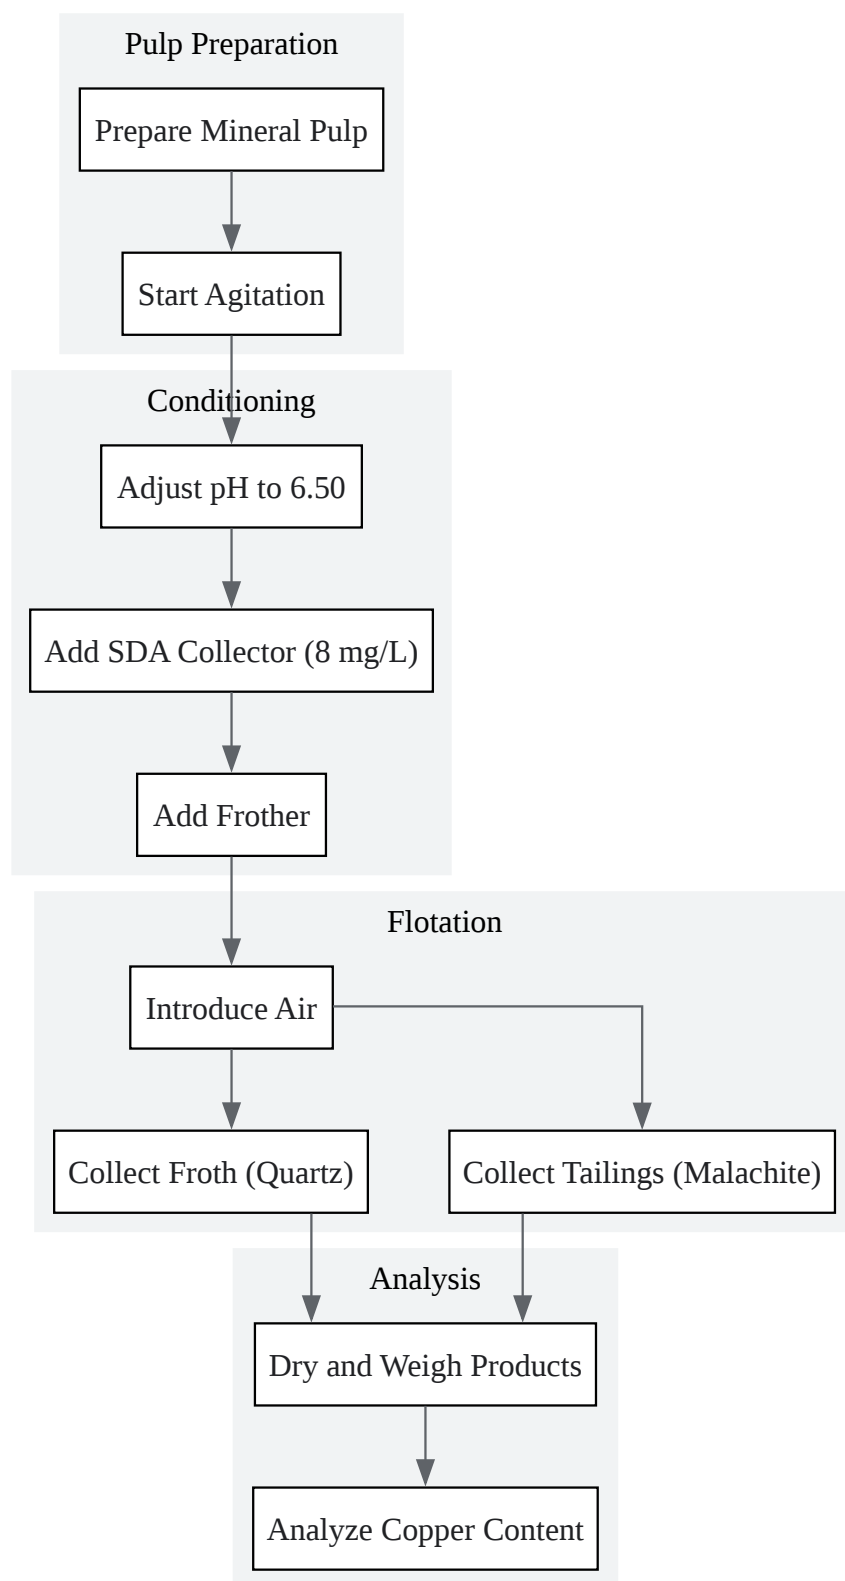 Pulp Preparation
Prepare Mineral Pulp
Start Agitation
Conditioning
Adjust pH to 6.50
Add SDA Collector (8 mg/L)
Add Frother
Flotation
Introduce Air
Collect Froth (Quartz)
Collect Tailings (Malachite)
Analysis
Dry and Weigh Products
Analyze Copper Content